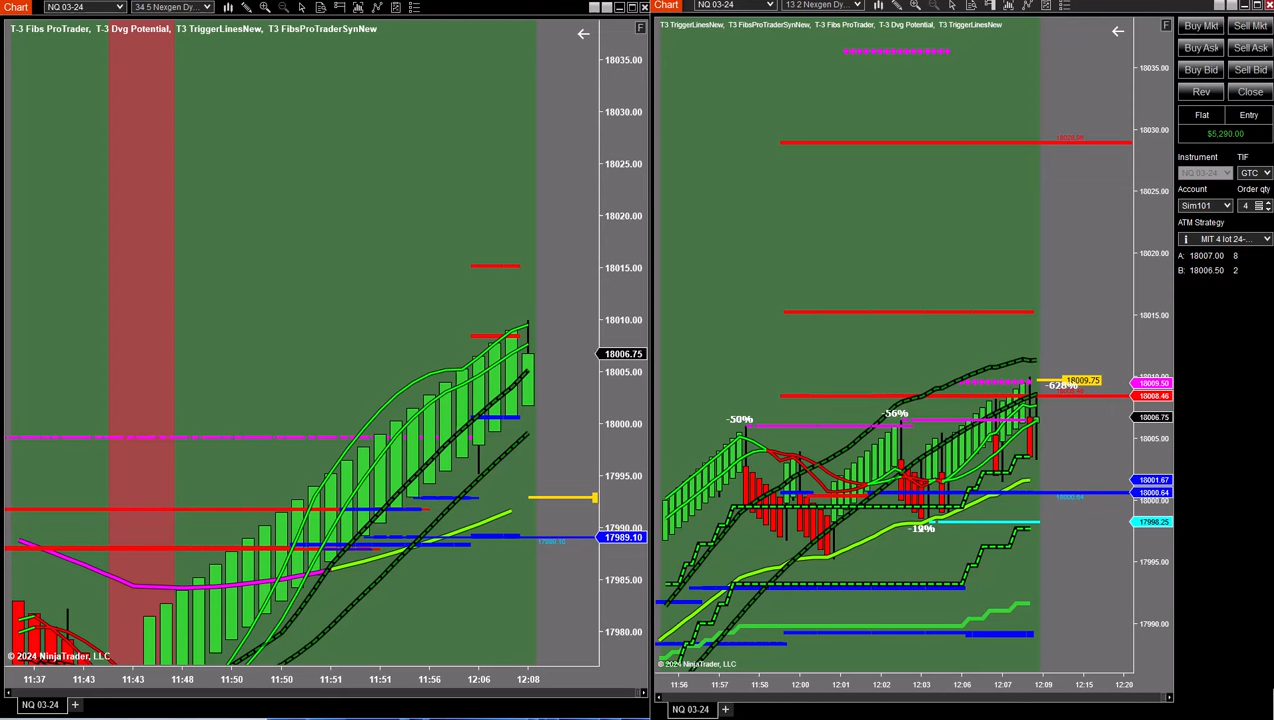 Chart NQ 03-24 34 5 Nexgen Dy...
T-3 Fibs ProTrader, T-3 Dvg Potential, T3 TriggerLinesNew, T3 FibsProTraderSynNew
F
18035.00
18030.00
18025.00
18020.00
18015.00
18010.00
18006.75
18005.00
18000.00
17995.00
17990.00
17990.10
17989.10
17985.00
17980.00
© 2024 NinjaTrader, LLC
11:37 11:43 11:43 11:48 11:50 11:50 11:51 11:51 11:56 12:06 12:08
NQ 03-24 +
Chart NQ 03-24 13 2 Nexgen Dy...
T3 TriggerLinesNew, T3 FibsProTraderSynNew, T-3 Fibs ProTrader, T-3 Dvg Potential, T3 TriggerLinesNew
F
18035.00
18030.00
18025.00
18020.00
18015.00
18010.00
18009.75
18009.50
-628%
18008.46
-50%
-56%
18006.75
18005.00
18001.67
18000.64
18000.64
18000.00
17998.25
17995.00
17990.00
© 2024 NinjaTrader, LLC
11:56 11:57 11:58 12:00 12:01 12:02 12:03 12:06 12:09 12:15 12:20
NQ 03-24 +
Buy Mkt Sell Mkt
Buy Ask Sell Ask
Buy Bid Sell Bid
Rev Close
Flat Entry
$5,290.00
Instrument TIF
NQ 03-24 GTC
Account Order qty
Sim101 4
ATM Strategy
MIT 4 lot 24-...
A: 18007.00 8
B: 18006.50 2